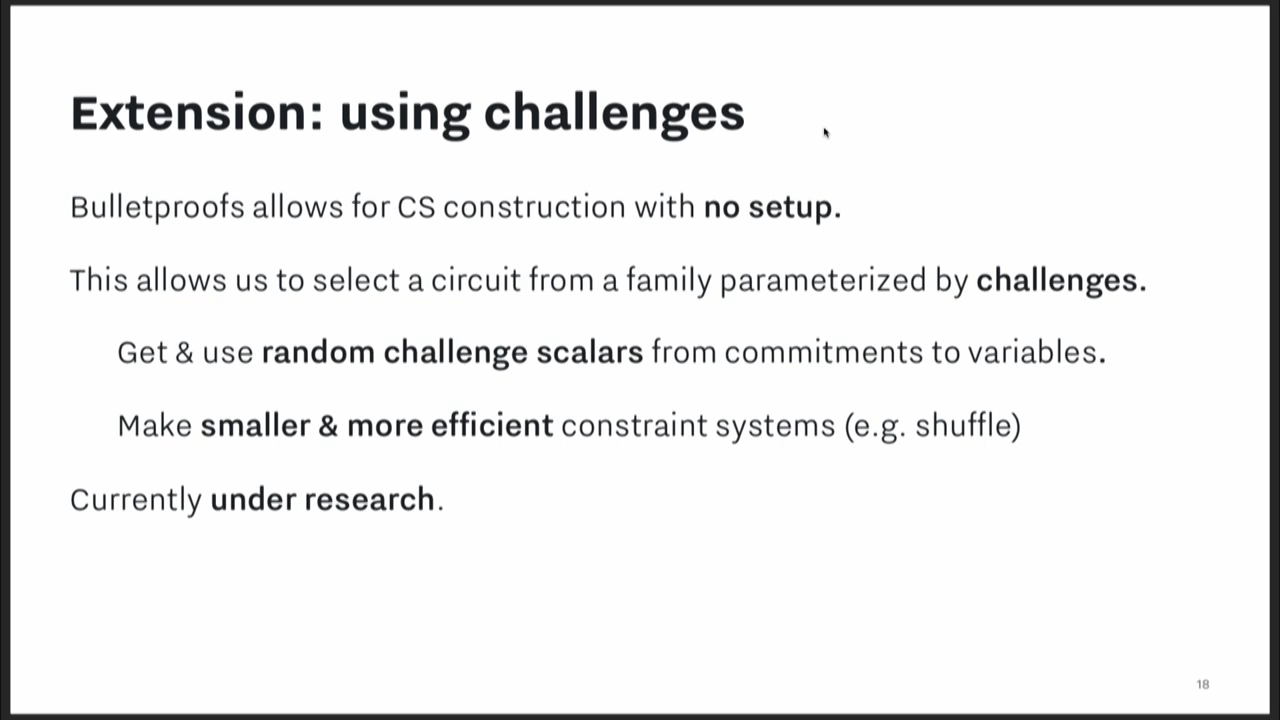 Extension: using challenges
Bulletproofs allows for CS construction with no setup.
This allows us to select a circuit from a family parameterized by challenges.
Get & use random challenge scalars from commitments to variables.
Make smaller & more efficient constraint systems (e.g. shuffle)
Currently under research.
18